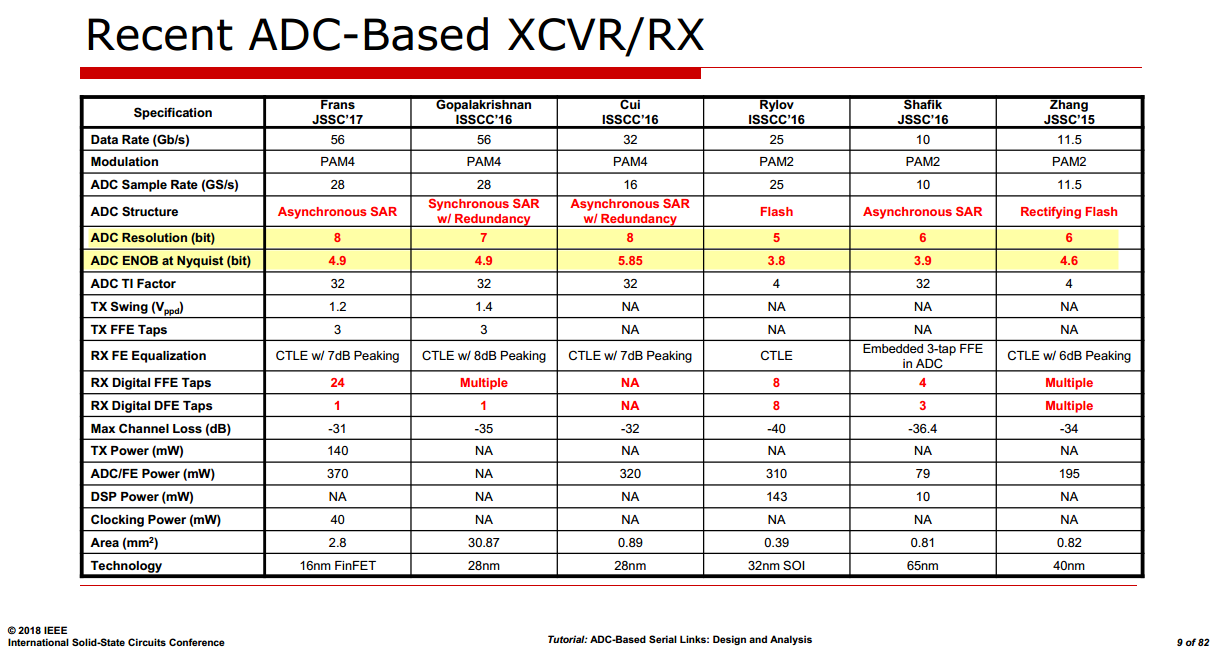 Recent ADC-Based XCVR/RX
Specification Frans JSSC'17 Gopalakrishnan ISSCC'16 Cui ISSCC'16 Rylov ISSCC'16 Shafik JSSC'16 Zhang JSSC'15
Data Rate (Gb/s) 56 56 32 25 10 11.5
Modulation PAM4 PAM4 PAM4 PAM2 PAM2 PAM2
ADC Sample Rate (GS/s) 28 28 16 25 10 11.5
ADC Structure Asynchronous SAR Synchronous SAR w/ Redundancy Asynchronous SAR w/ Redundancy Flash Asynchronous SAR Rectifying Flash
ADC Resolution (bit) 8 7 8 5 6 6
ADC ENOB at Nyquist (bit) 4.9 4.9 5.85 3.8 3.9 4.6
ADC TI Factor 32 32 32 4 32 4
TX Swing (Vppd) 1.2 1.4 NA NA NA NA
TX FFE Taps 3 3 NA NA NA NA
RX FE Equalization CTLE w/ 7dB Peaking CTLE w/ 8dB Peaking CTLE w/ 7dB Peaking CTLE Embedded 3-tap FFE in ADC CTLE w/ 6dB Peaking
RX Digital FFE Taps 24 Multiple NA 8 4 Multiple
RX Digital DFE Taps 1 1 NA 8 3 Multiple
Max Channel Loss (dB) -31 -35 -32 -40 -36.4 -34
TX Power (mW) 140 NA NA NA NA NA
ADC/FE Power (mW) 370 NA 320 310 79 195
DSP Power (mW) NA NA NA 143 10 NA
Clocking Power (mW) 40 NA NA NA NA NA
Area (mm²) 2.8 30.87 0.89 0.39 0.81 0.82
Technology 16nm FinFET 28nm 28nm 32nm SOI 65nm 40nm
© 2018 IEEE
International Solid-State Circuits Conference
Tutorial: ADC-Based Serial Links: Design and Analysis
9 of 82